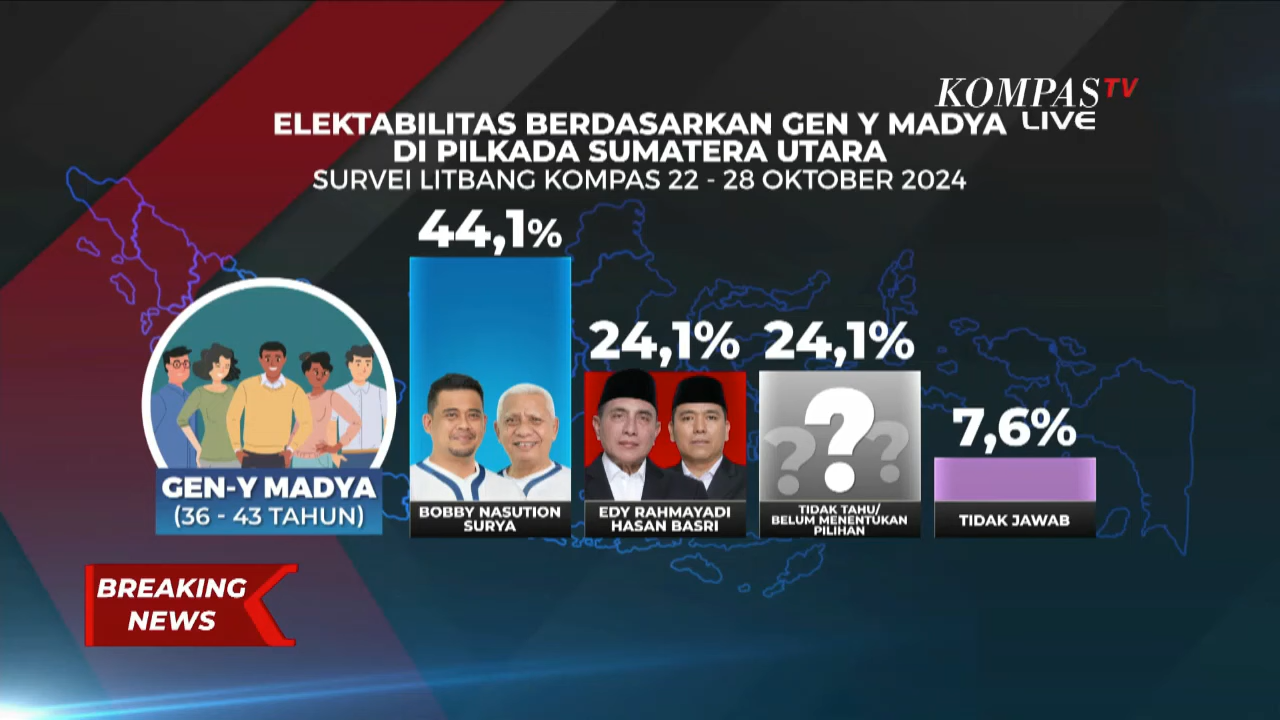 KOMPASTV
LIVE
ELEKTABILITAS BERDASARKAN GEN Y MADYA
DI PILKADA SUMATERA UTARA
SURVEI LITBANG KOMPAS 22 - 28 OKTOBER 2024
44,1%
24,1%
24,1%
7,6%
GEN-Y MADYA
(36 - 43 TAHUN)
BOBBY NASUTION
SURYA
EDY RAHMAYADI
HASAN BASRI
TIDAK TAHU/
BELUM MENENTUKAN
PILIHAN
TIDAK JAWAB
BREAKING
NEWS